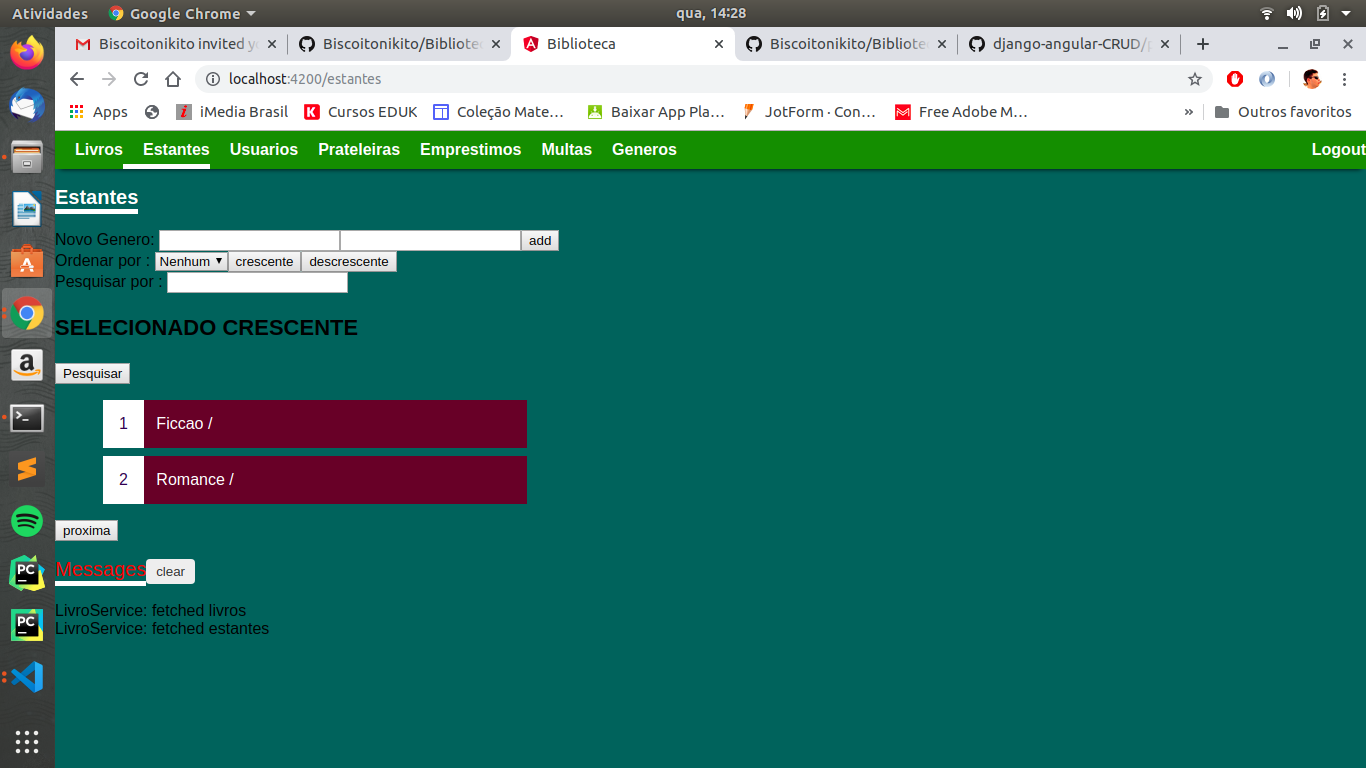 Atividades Google Chrome qua, 14:28
Biscoitonikito invited yo Biscoitonikito/Bibliote Biblioteca Biscoitonikito/Bibliote django-angular-CRUD/
localhost:4200/estantes
Apps iMedia Brasil Cursos EDUK Coleção Mate… Baixar App Pla… JotForm · Con… Free Adobe M… » Outros favoritos
Livros Estantes Usuarios Prateleiras Emprestimos Multas Generos Logout
Estantes
Novo Genero: add
Ordenar por : Nenhum crescente descrescente
Pesquisar por :
SELECIONADO CRESCENTE
Pesquisar
1 Ficcao /
2 Romance /
proxima
Messages clear
LivroService: fetched livros
LivroService: fetched estantes